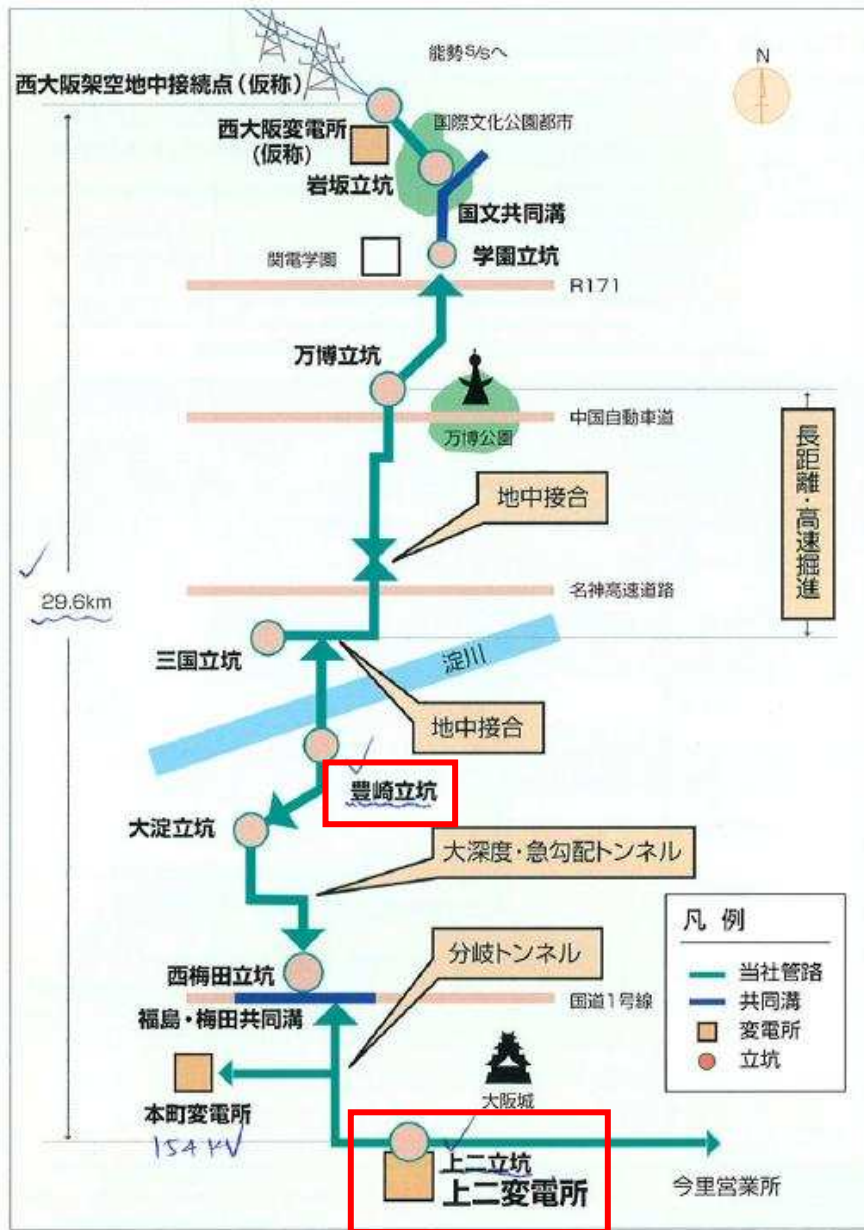 能勢S/Sへ
N
西大阪架空地中接続点(仮称)
国際文化公園都市
西大阪変電所
(仮称)
岩坂立坑
国文共同溝
関電学園
学園立坑
R171
万博立坑
中国自動車道
万博公園
長距離・高速掘進
地中接合
29.6km
名神高速道路
三国立坑
淀川
地中接合
豊崎立坑
大淀立坑
大深度・急勾配トンネル
凡 例
当社管路
共同溝
変電所
立坑
分岐トンネル
西梅田立坑
国道1号線
福島・梅田共同溝
大阪城
本町変電所
154kV
上二立坑
上二変電所
今里営業所